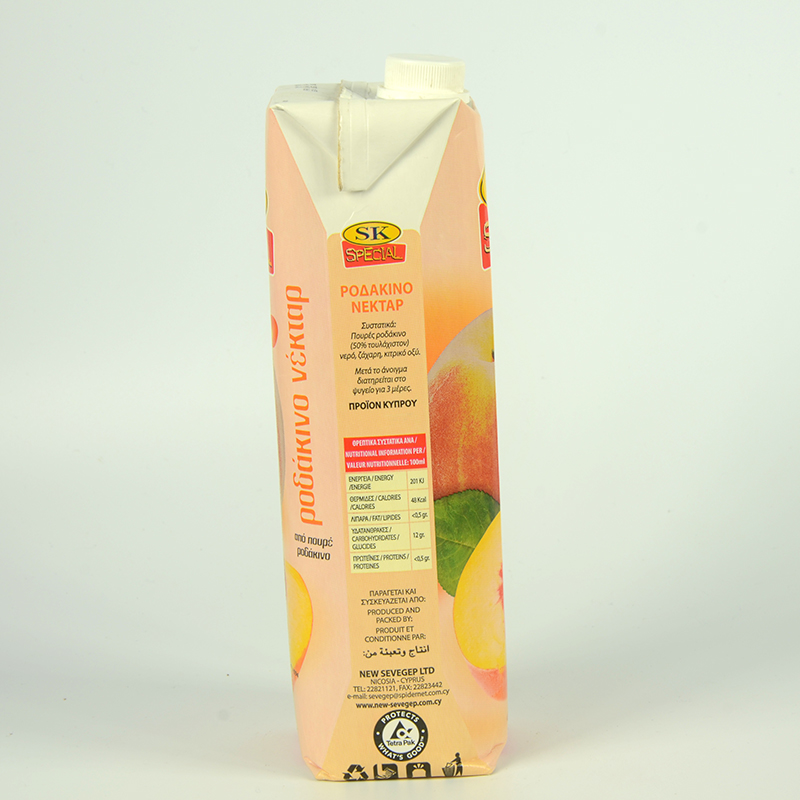 SK
SPECIAL
ΡΟΔΑΚΙΝΟ
ΝΕΚΤΑΡ
Συστατικά:
Πουρές ροδάκινο
(50% τουλάχιστον)
νερό, ζάχαρη, κιτρικό οξύ.
Μετά το άνοιγμα
διατηρείται στο
ψυγείο για 3 μέρες.
ΠΡΟΪΟΝ ΚΥΠΡΟΥ
ΘΡΕΠΤΙΚΑ ΣΥΣΤΑΤΙΚΑ ΑΝΑ /
NUTRITIONAL INFORMATION PER /
VALEUR NUTRITIONNELLE: 100ml
ΕΝΕΡΓΕΙΑ / ENERGY
/ENERGIE 201 KJ
ΘΕΡΜΙΔΕΣ / CALORIES
/CALORIES 48 Kcal
ΛΙΠΑΡΑ / FAT/ LIPIDES <0,5 gr.
ΥΔΑΤΑΝΘΡΑΚΕΣ /
CARBOHYDRDATES /
GLUCIDES 12 gr.
ΠΡΩΤΕΪΝΕΣ / PROTEINS /
PROTEINES <0,5 gr.
ΠΑΡΑΓΕΤΑΙ ΚΑΙ
ΣΥΣΚΕΥΑΖΕΤΑΙ ΑΠΟ:
PRODUCED AND
PACKED BY:
PRODUIT ET
CONDITIONNE PAR:
انتاج وتعبئة من:
NEW SEVEGEP LTD
NICOSIA - CYPRUS
TEL: 22821121, FAX: 22823442
e-mail: sevegep@spidernet.com.cy
www.new-sevegep.com.cy
PROTECTS
Tetra Pak
WHAT'S GOOD™
ροδάκινο νέκταρ
από πουρέ
ροδάκινο